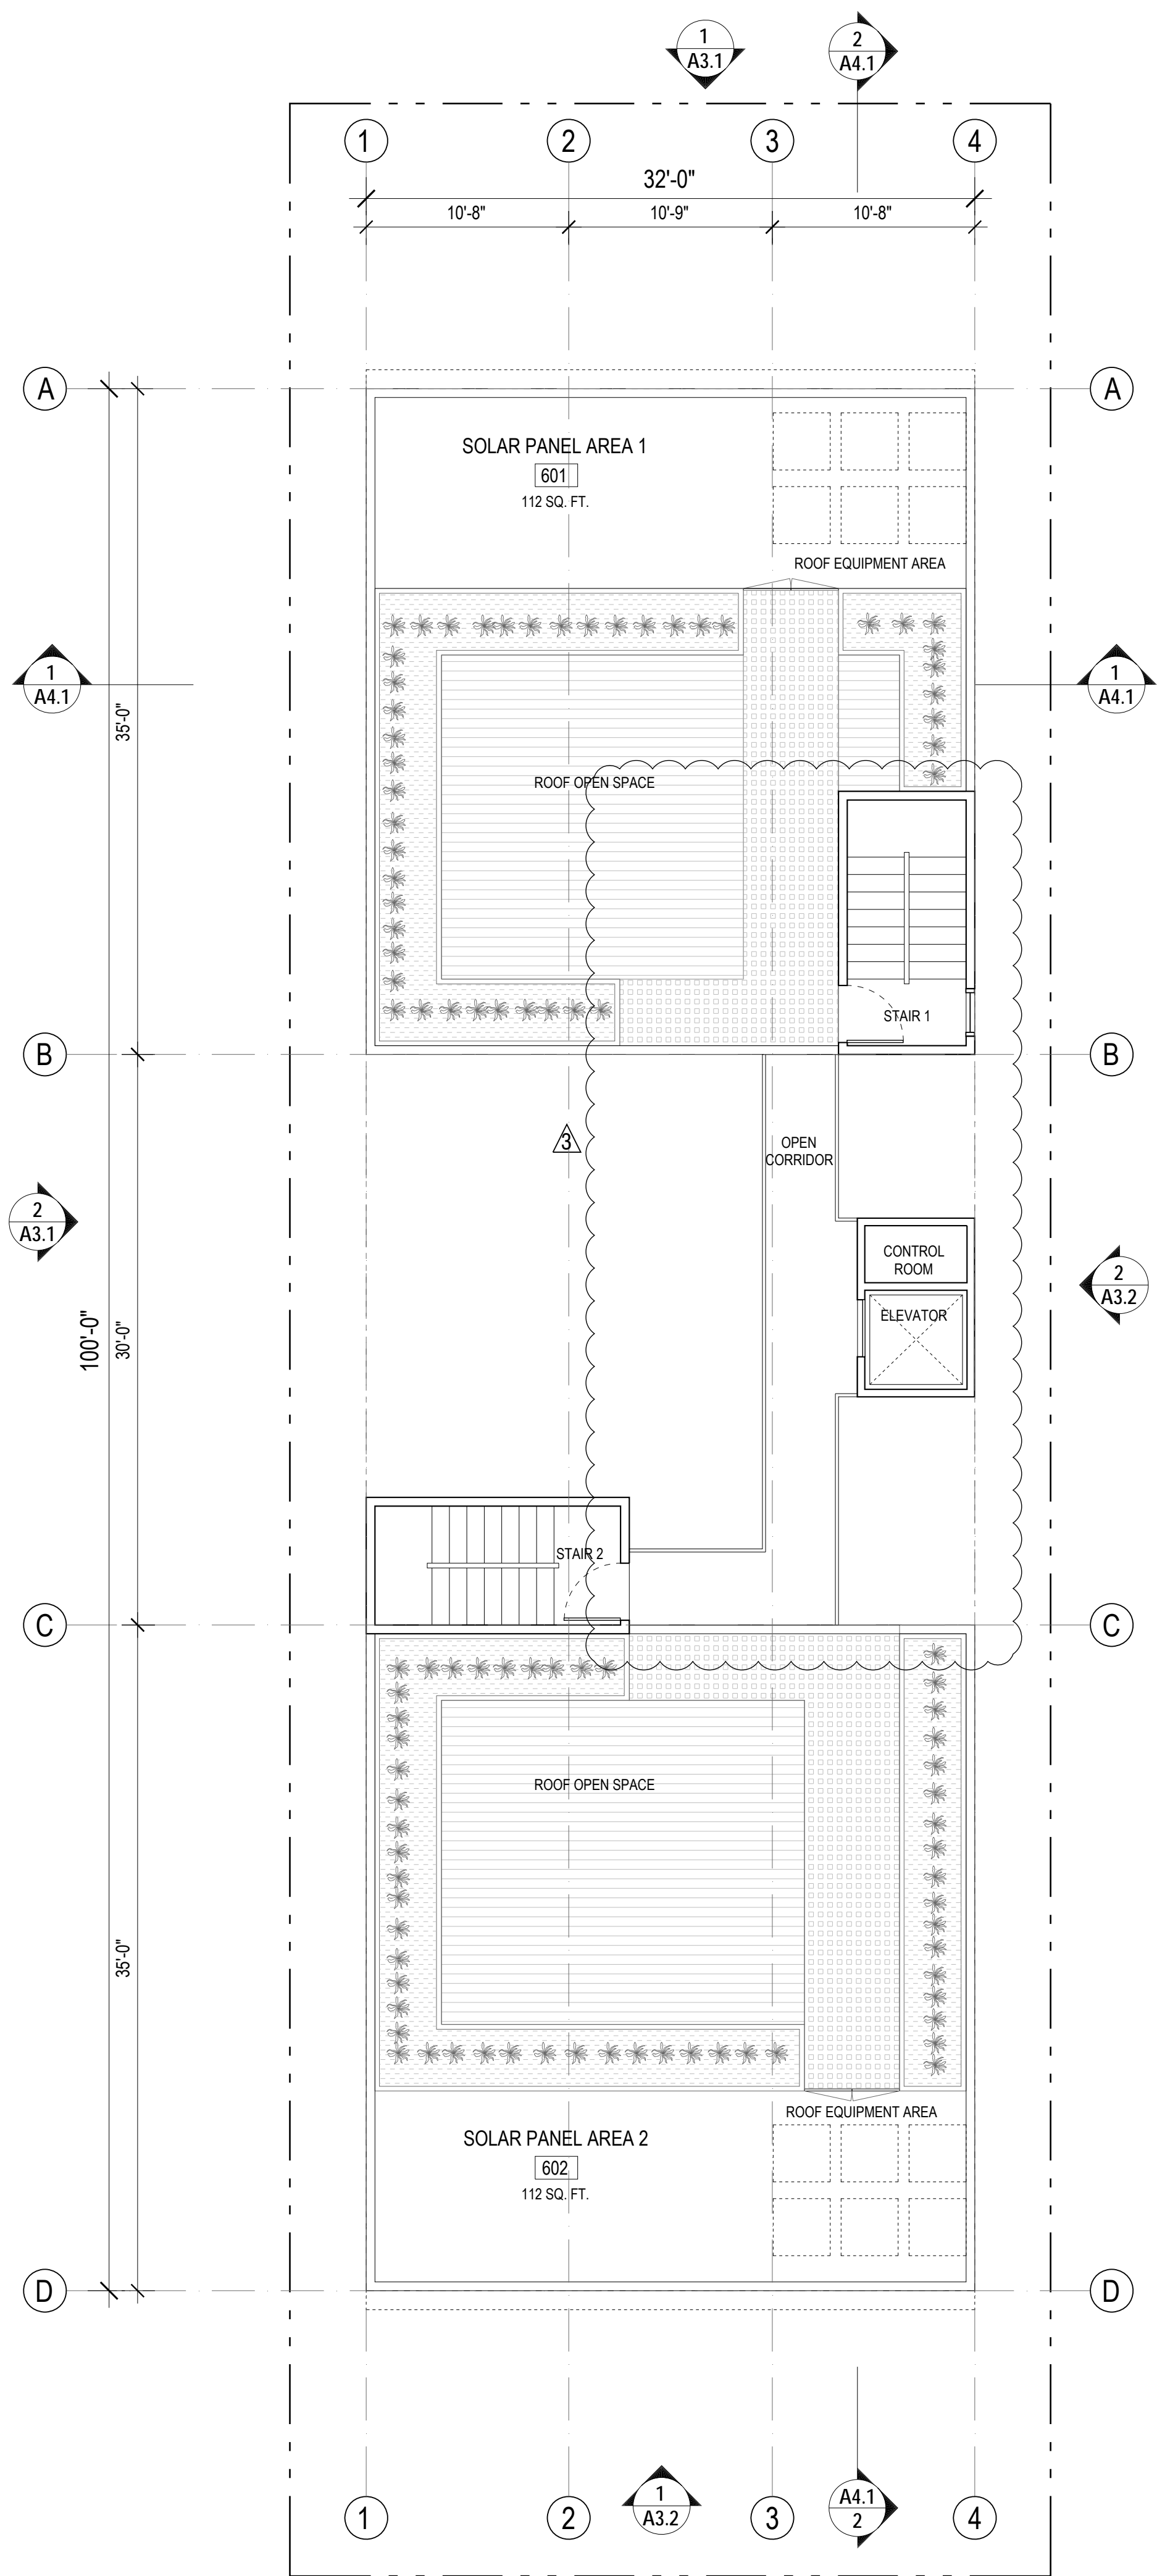 1
A3.1
2
A4.1
1
2
3
4
32'-0"
10'-8"
10'-9"
10'-8"
A
A
SOLAR PANEL AREA 1
601
112 SQ. FT.
ROOF EQUIPMENT AREA
1
A4.1
1
A4.1
35'-0"
ROOF OPEN SPACE
STAIR 1
B
B
3
OPEN
CORRIDOR
2
A3.1
CONTROL
ROOM
2
A3.2
ELEVATOR
100'-0"
30'-0"
STAIR 2
C
C
ROOF OPEN SPACE
35'-0"
ROOF EQUIPMENT AREA
SOLAR PANEL AREA 2
602
112 SQ. FT.
D
D
1
2
1
A3.2
3
A4.1
2
4